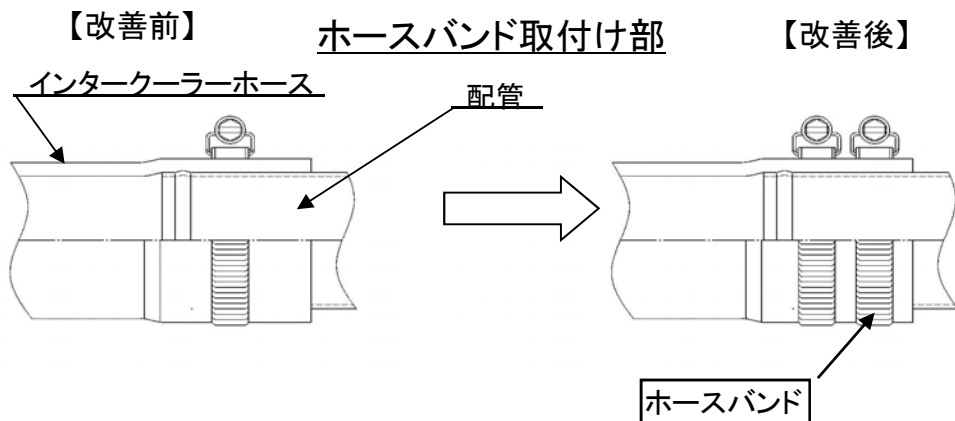 【改善前】
ホースバンド取付け部
【改善後】
インタークーラーホース
配管
ホースバンド